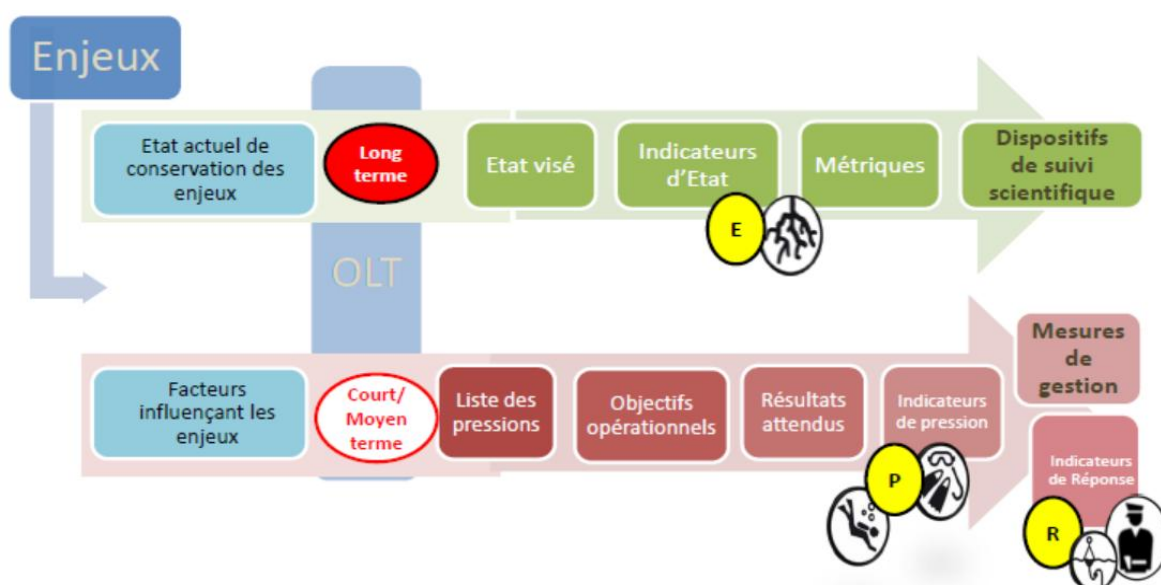 Enjeux
Etat actuel de
conservation des
enjeux
Long
terme
Etat visé
Indicateurs
d'Etat
Métriques
Dispositifs
de suivi
scientifique
E
OLT
Facteurs
influençant les
enjeux
Court/
Moyen
terme
Liste des
pressions
Objectifs
opérationnels
Résultats
attendus
Indicateurs
de pression
Mesures
de
gestion
P
Indicateurs
de Réponse
R